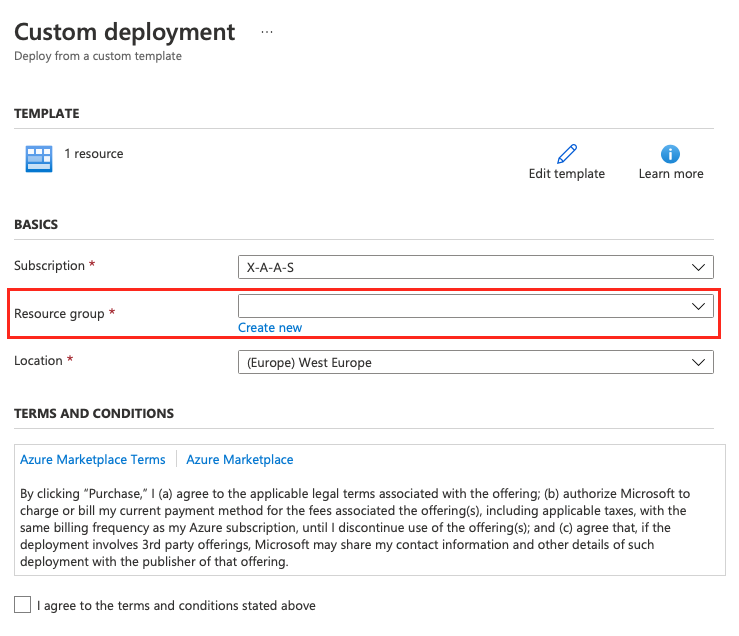 Custom deployment ...
Deploy from a custom template
TEMPLATE
1 resource
Edit template
Learn more
BASICS
Subscription *
X-A-A-S
Resource group *
Create new
Location *
(Europe) West Europe
TERMS AND CONDITIONS
Azure Marketplace Terms
Azure Marketplace
By clicking “Purchase,” I (a) agree to the applicable legal terms associated with the offering; (b) authorize Microsoft to
charge or bill my current payment method for the fees associated the offering(s), including applicable taxes, with the
same billing frequency as my Azure subscription, until I discontinue use of the offering(s); and (c) agree that, if the
deployment involves 3rd party offerings, Microsoft may share my contact information and other details of such
deployment with the publisher of that offering.
I agree to the terms and conditions stated above